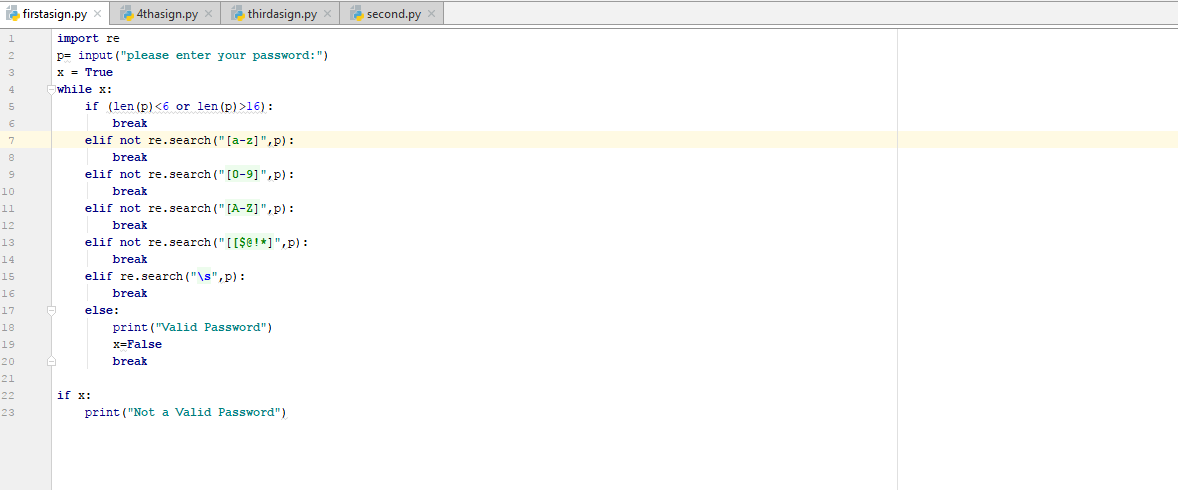 firstasign.py × 4thasign.py × thirdasign.py × second.py ×
1 import re
2 p= input("please enter your password:")
3 x = True
4 while x:
5     if (len(p)<6 or len(p)>16):
6         break
7     elif not re.search("[a-z]",p):
8         break
9     elif not re.search("[0-9]",p):
10         break
11     elif not re.search("[A-Z]",p):
12         break
13     elif not re.search("[[$@!*]",p):
14         break
15     elif re.search("\s",p):
16         break
17     else:
18         print("Valid Password")
19         x=False
20         break
21
22 if x:
23     print("Not a Valid Password")